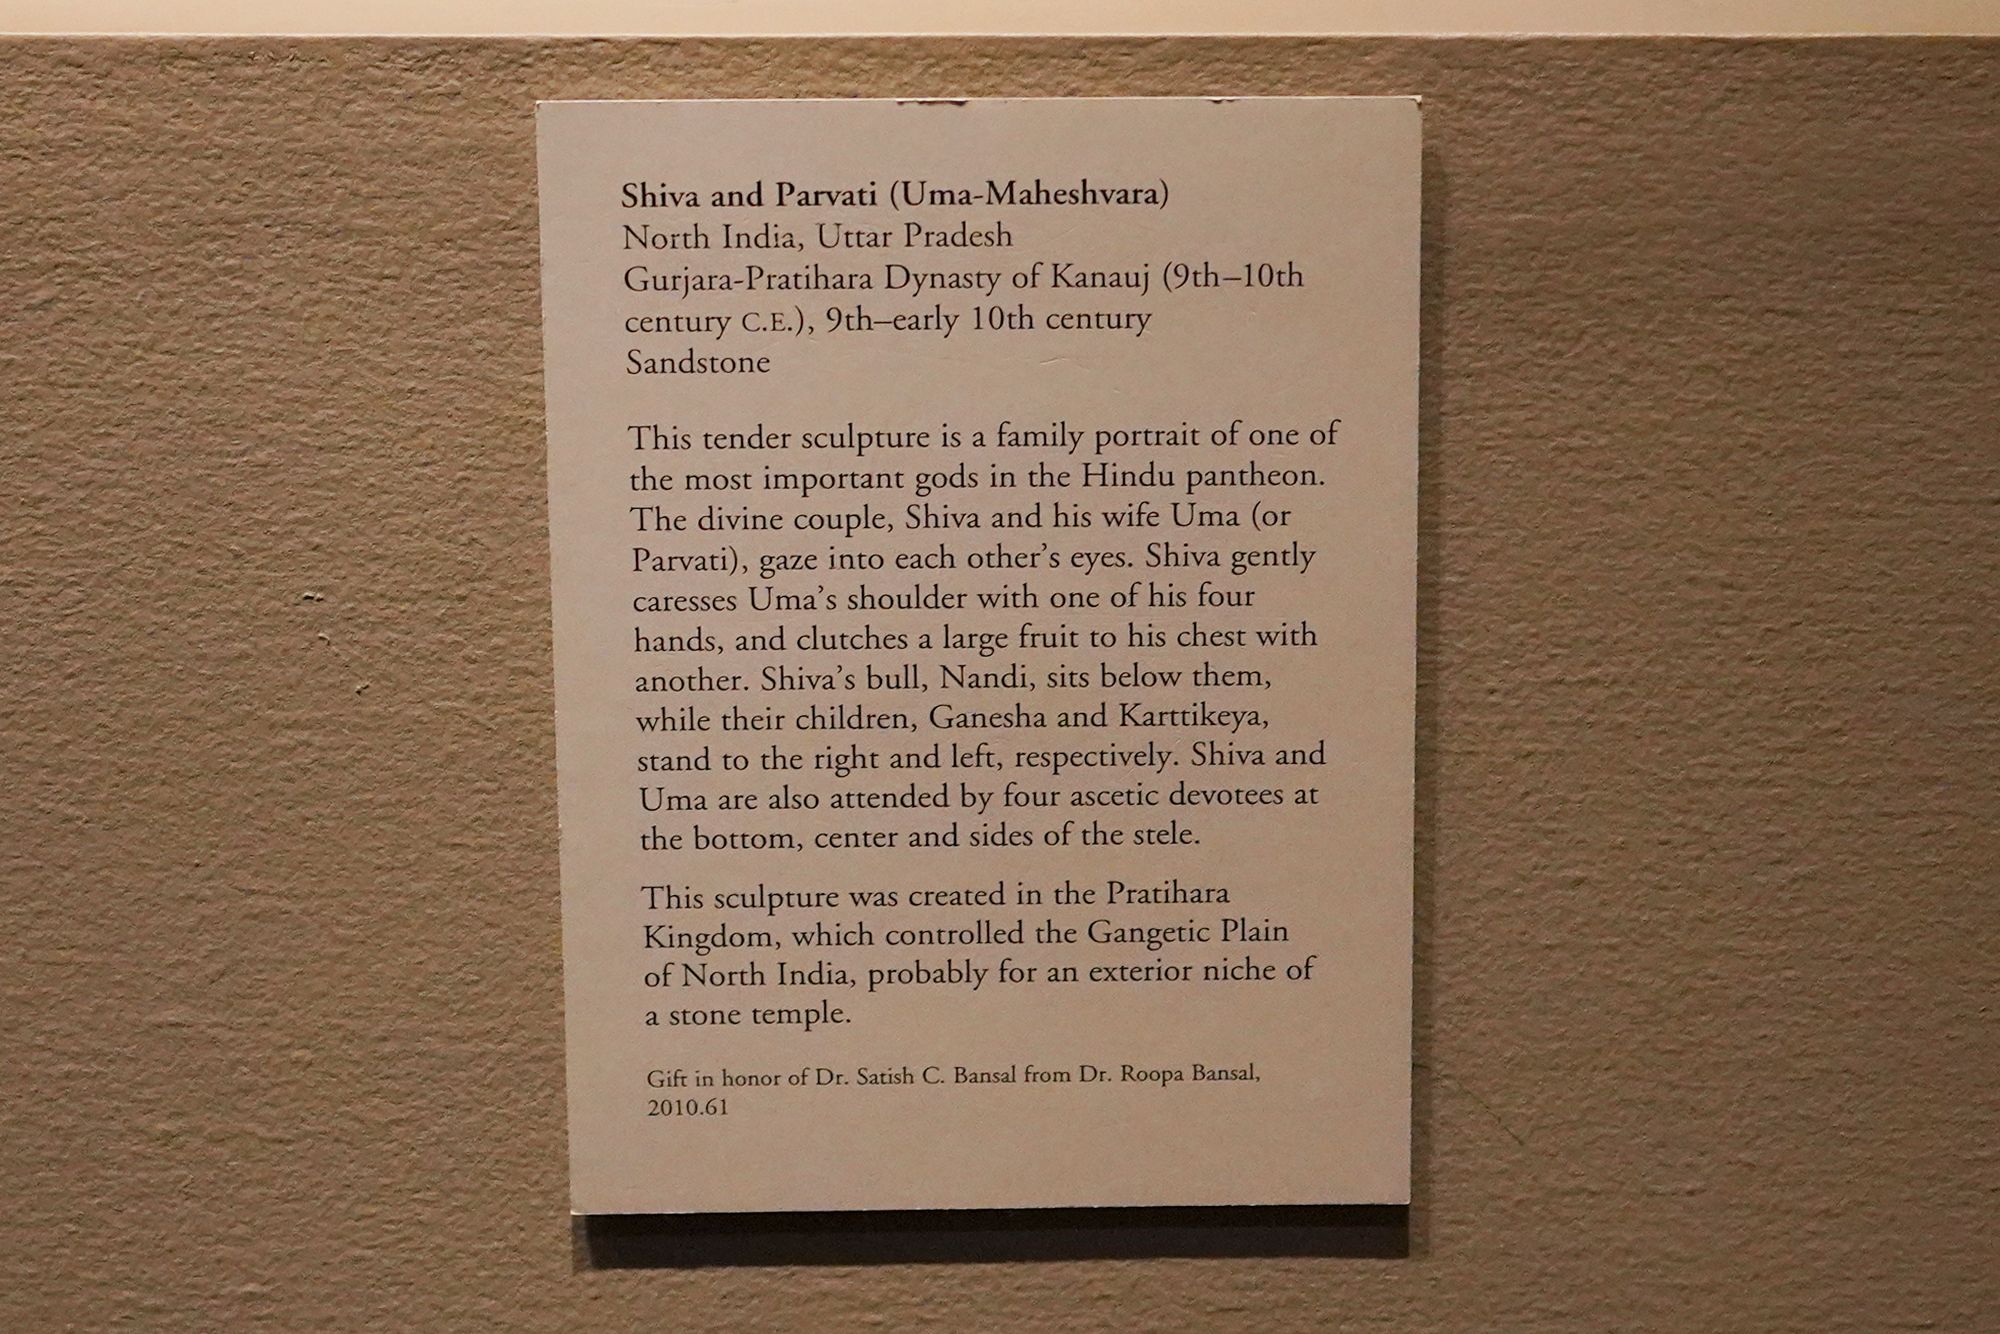 Shiva and Parvati (Uma-Maheshvara)
North India, Uttar Pradesh
Gurjara-Pratihara Dynasty of Kanauj (9th–10th
century C.E.), 9th–early 10th century
Sandstone
This tender sculpture is a family portrait of one of
the most important gods in the Hindu pantheon.
The divine couple, Shiva and his wife Uma (or
Parvati), gaze into each other’s eyes. Shiva gently
caresses Uma’s shoulder with one of his four
hands, and clutches a large fruit to his chest with
another. Shiva’s bull, Nandi, sits below them,
while their children, Ganesha and Karttikeya,
stand to the right and left, respectively. Shiva and
Uma are also attended by four ascetic devotees at
the bottom, center and sides of the stele.
This sculpture was created in the Pratihara
Kingdom, which controlled the Gangetic Plain
of North India, probably for an exterior niche of
a stone temple.
Gift in honor of Dr. Satish C. Bansal from Dr. Roopa Bansal,
2010.61